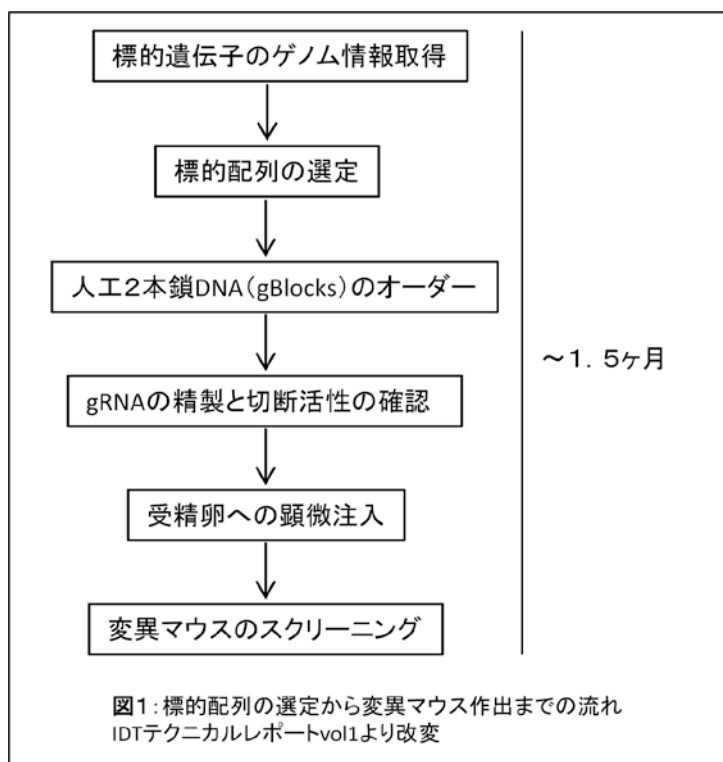 標的遺伝子のゲノム情報取得
標的配列の選定
人工２本鎖DNA（gBlocks）のオーダー
gRNAの精製と切断活性の確認
受精卵への顕微注入
変異マウスのスクリーニング
～１．５ヶ月
図１：標的配列の選定から変異マウス作出までの流れ
IDTテクニカルレポートvol1より改変